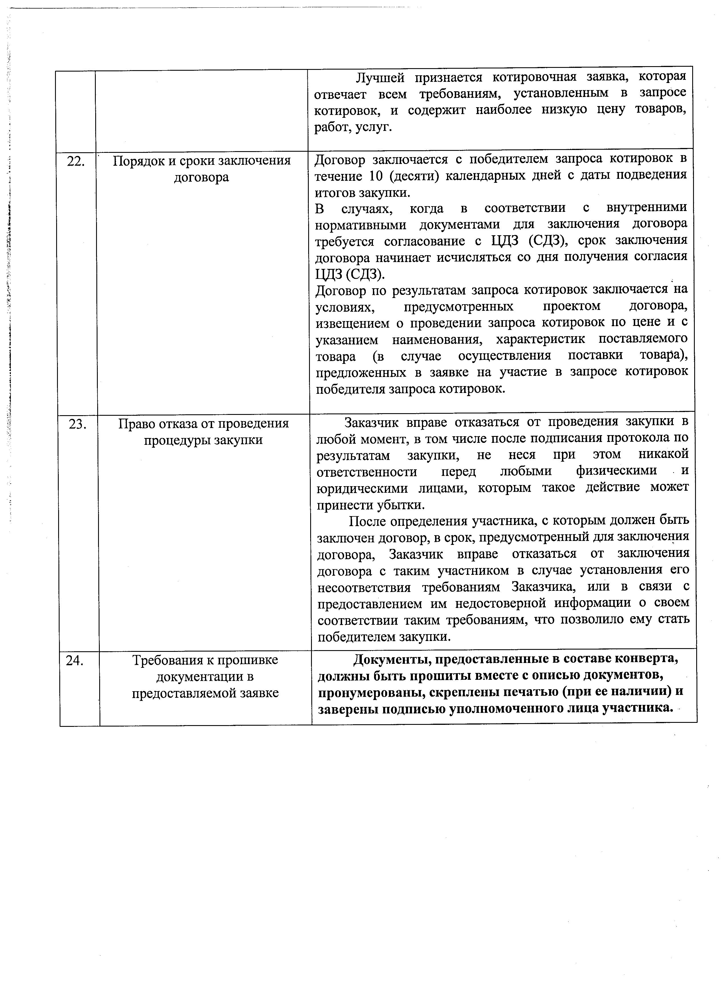 Лучшей признается котировочная заявка, которая
отвечает всем требованиям, установленным в запросе
котировок, и содержит наиболее низкую цену товаров,
работ, услуг.
22.
Порядок и сроки заключения
договора
Договор заключается с победителем запроса котировок в
течение 10 (десяти) календарных дней с даты подведения
итогов закупки.
В случаях, когда в соответствии с внутренними
нормативными документами для заключения договора
требуется согласование с ЦДЗ (СДЗ), срок заключения
договора начинает исчисляться со дня получения согласия
ЦДЗ (СДЗ).
Договор по результатам запроса котировок заключается на
условиях, предусмотренных проектом договора,
извещением о проведении запроса котировок по цене и с
указанием наименования, характеристик поставляемого
товара (в случае осуществления поставки товара),
предложенных в заявке на участие в запросе котировок
победителя запроса котировок.
23.
Право отказа от проведения
процедуры закупки
Заказчик вправе отказаться от проведения закупки в
любой момент, в том числе после подписания протокола по
результатам закупки, не неся при этом никакой
ответственности перед любыми физическими и
юридическими лицами, которым такое действие может
принести убытки.
После определения участника, с которым должен быть
заключен договор, в срок, предусмотренный для заключения
договора, Заказчик вправе отказаться от заключения
договора с таким участником в случае установления его
несоответствия требованиям Заказчика, или в связи с
предоставлением им недостоверной информации о своем
соответствии таким требованиям, что позволило ему стать
победителем закупки.
24.
Требования к прошивке
документации в
предоставляемой заявке
Документы, предоставленные в составе конверта,
должны быть прошиты вместе с описью документов,
пронумерованы, скреплены печатью (при ее наличии) и
заверены подписью уполномоченного лица участника.